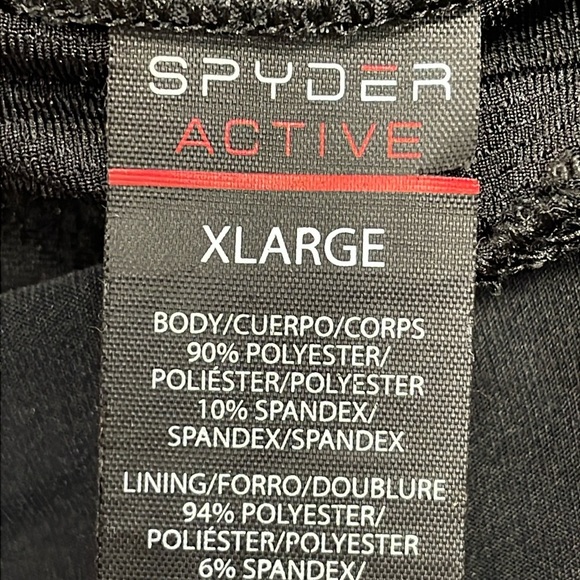 SPYDER
ACTIVE
XLARGE
BODY/CUERPO/CORPS
90% POLYESTER/
POLIÉSTER/POLYESTER
10% SPANDEX/
SPANDEX/SPANDEX
LINING/FORRO/DOUBLURE
94% POLYESTER/
POLIÉSTER/POLYESTER
6% SPANDEX/